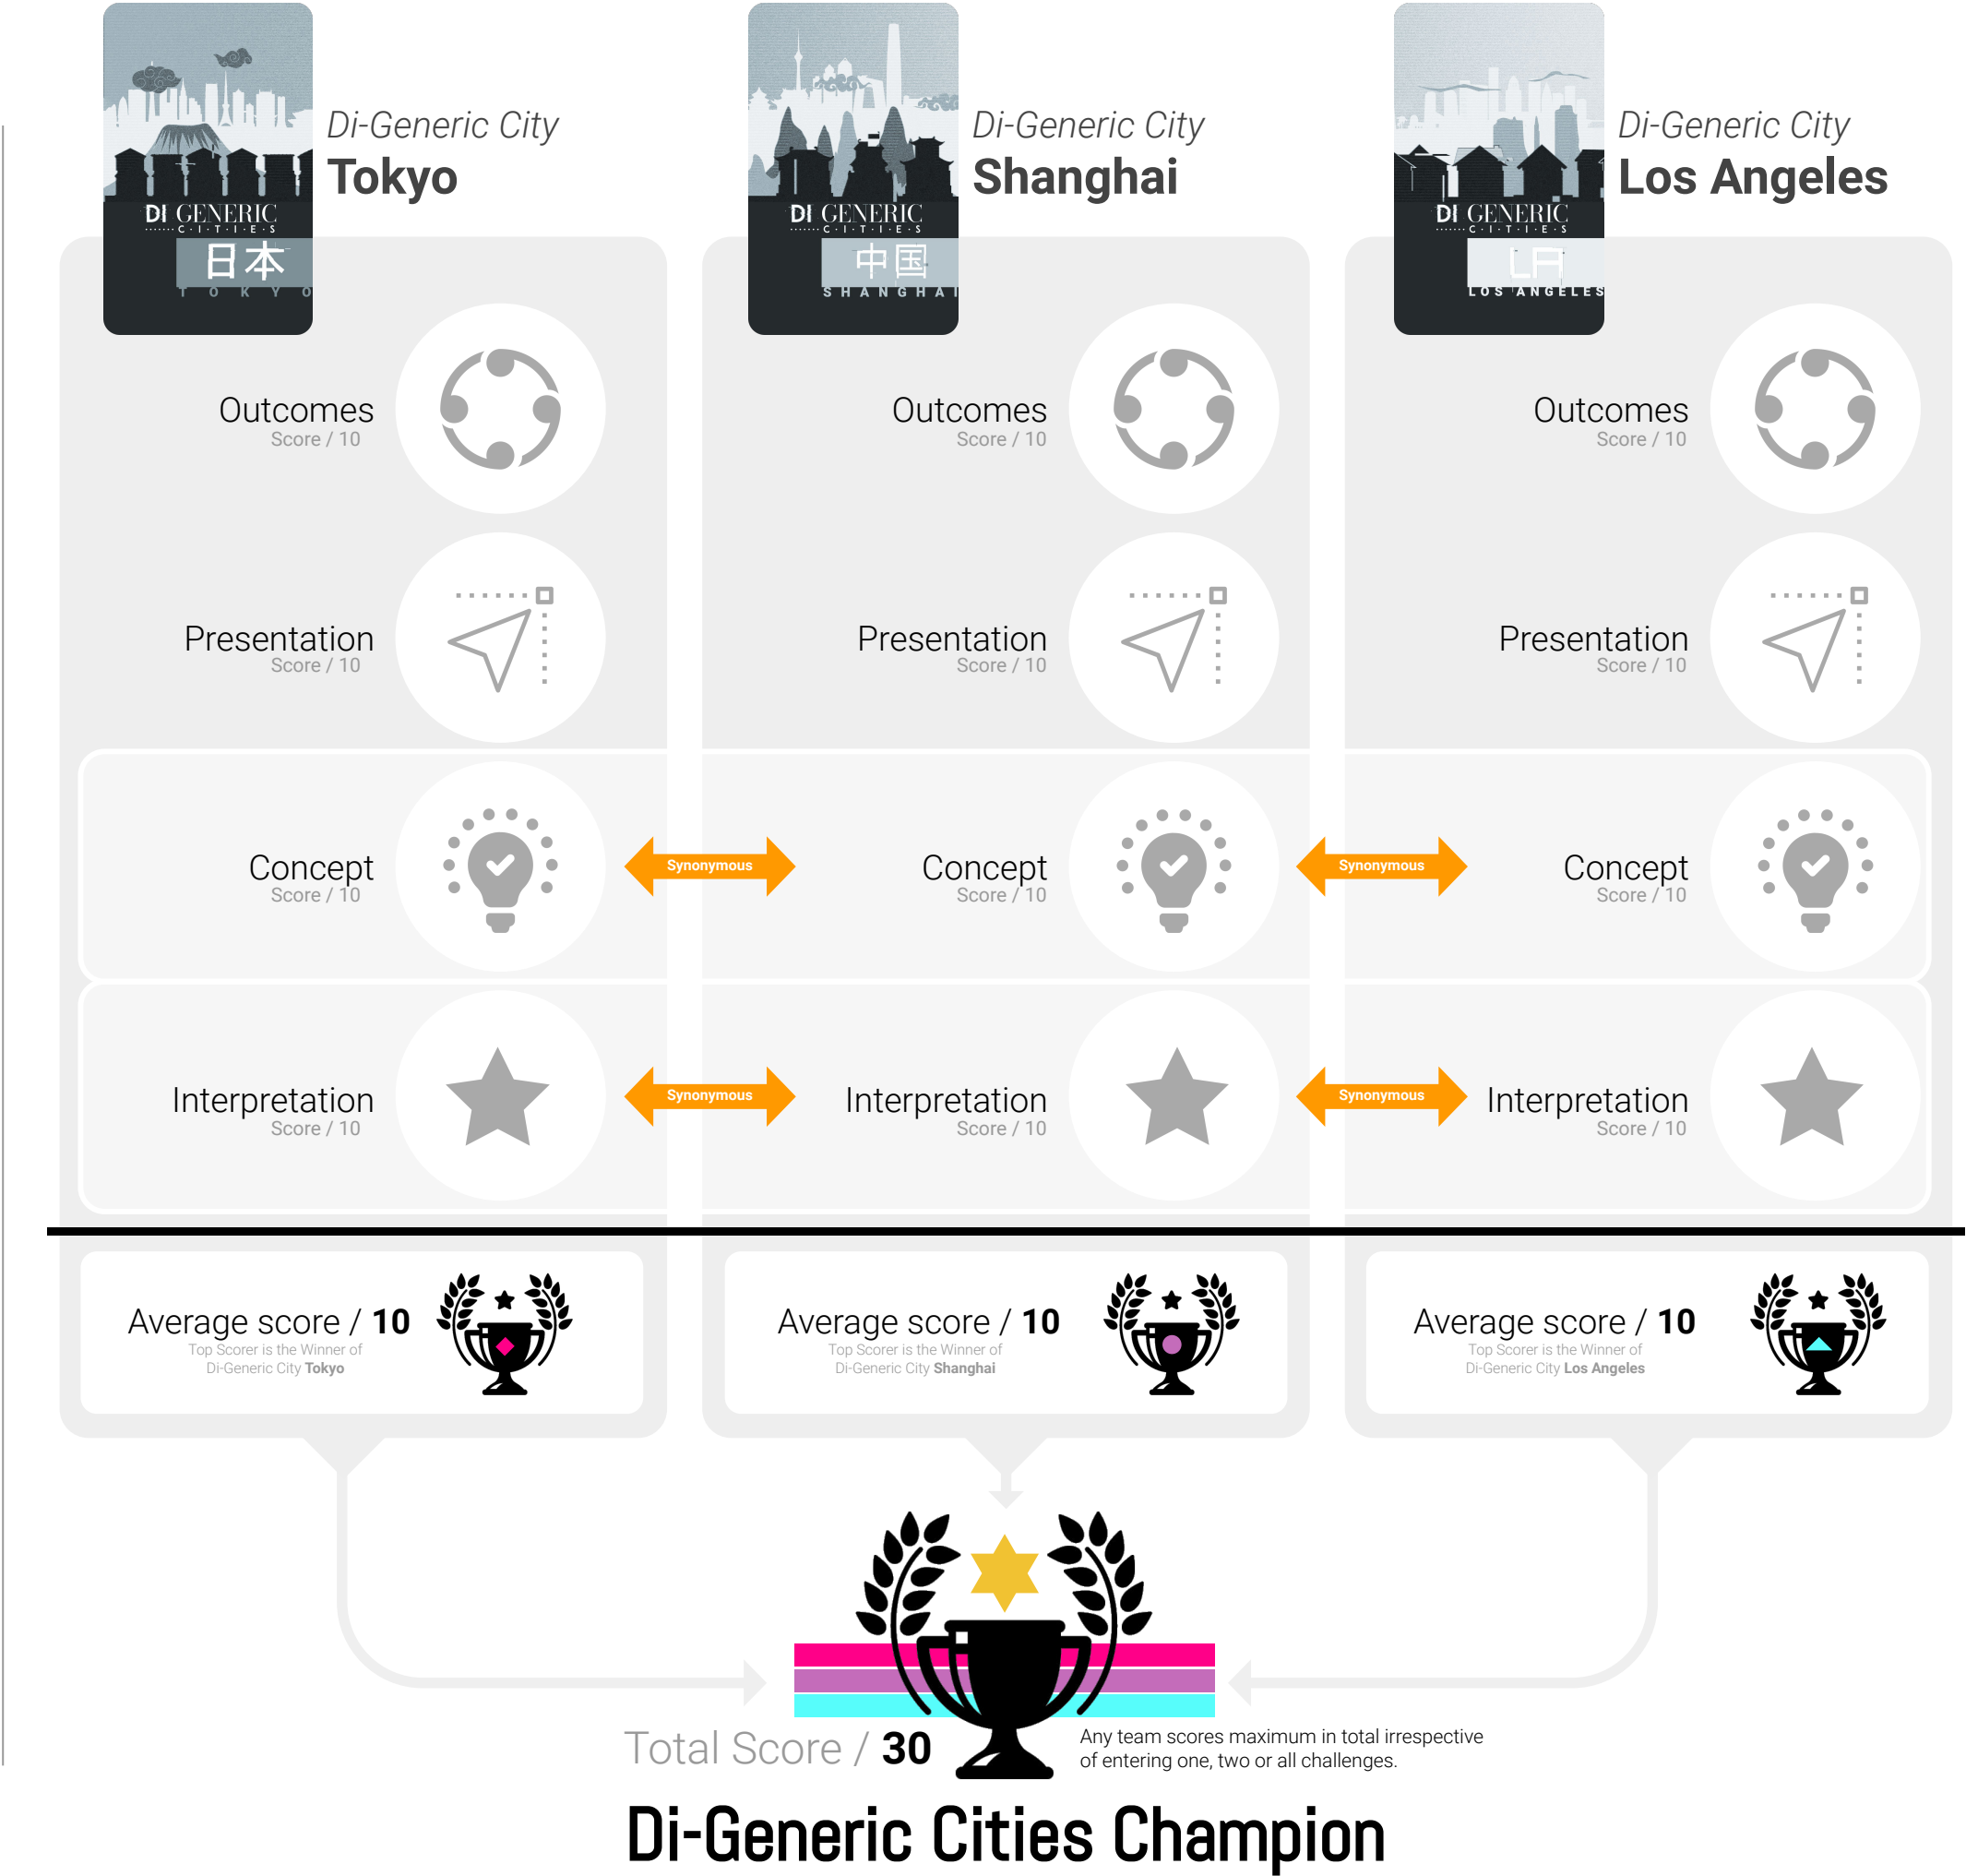 Di-Generic City
Tokyo
DI GENERIC
C·I·T·I·E·S
日本
TOKYO
Di-Generic City
Shanghai
DI GENERIC
C·I·T·I·E·S
中国
SHANGHAI
Di-Generic City
Los Angeles
DI GENERIC
C·I·T·I·E·S
LA
LOS ANGELES
Outcomes
Score / 10
Outcomes
Score / 10
Outcomes
Score / 10
Presentation
Score / 10
Presentation
Score / 10
Presentation
Score / 10
Concept
Score / 10
Synonymous
Concept
Score / 10
Synonymous
Concept
Score / 10
Interpretation
Score / 10
Synonymous
Interpretation
Score / 10
Synonymous
Interpretation
Score / 10
Average score / 10
Top Scorer is the Winner of
Di-Generic City Tokyo
Average score / 10
Top Scorer is the Winner of
Di-Generic City Shanghai
Average score / 10
Top Scorer is the Winner of
Di-Generic City Los Angeles
Total Score / 30
Any team scores maximum in total irrespective
of entering one, two or all challenges.
Di-Generic Cities Champion